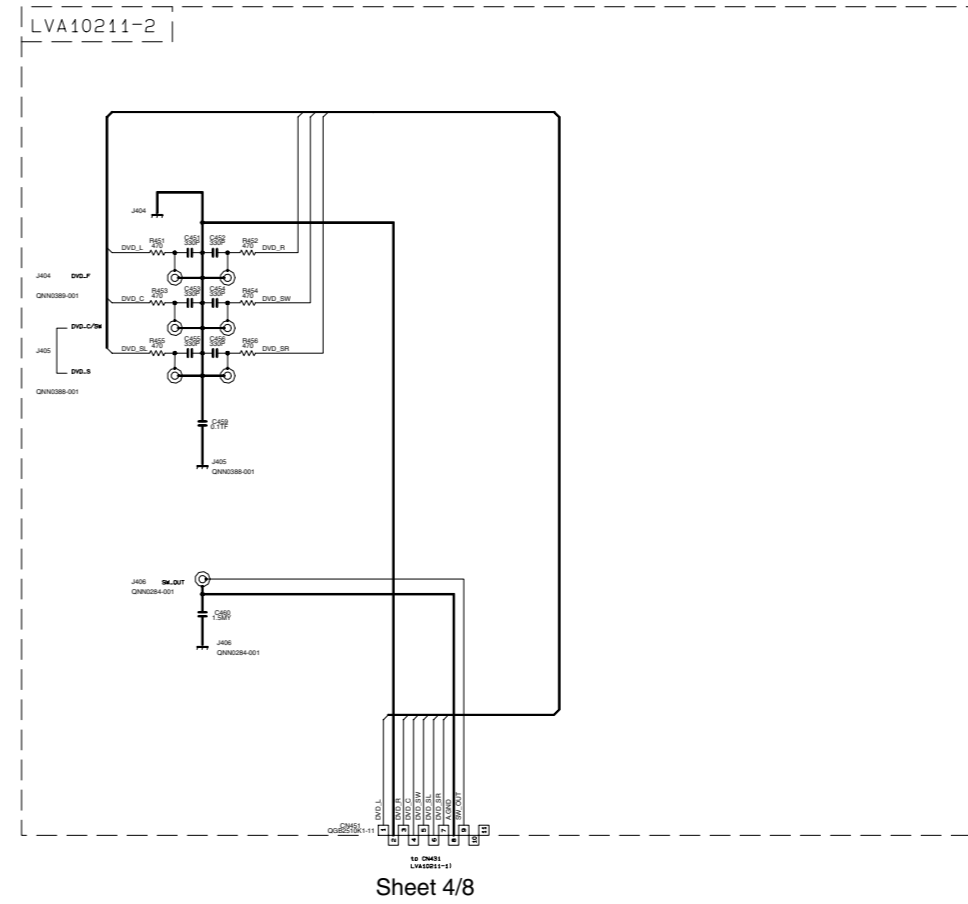 LVA10211-2
J404
C451
330P
C452
330P
R451
470
R452
470
DVD_L
DVD_R
J404 DVD_F
QNN0389-001
R453
470
C453
330P
C454
330P
R454
470
DVD_C
DVD_SW
DVD_C/SW
J405
DVD_S
QNN0388-001
R455
470
C455
330P
C456
330P
R456
470
DVD_SL
DVD_SR
C459
J405
QNN0388-001
J406 SW_OUT
QNN0284-001
C460
J406
QNN0284-001
DVD_L
DVD_R
DVD_C
DVD_SW
DVD_SL
DVD_SR
A.GND
SW_OUT
CN451
QGB2510K1-11
1 3 5 7 9 11
2 4 6 8 10
to CN431
LVA10211-1)
Sheet 4/8